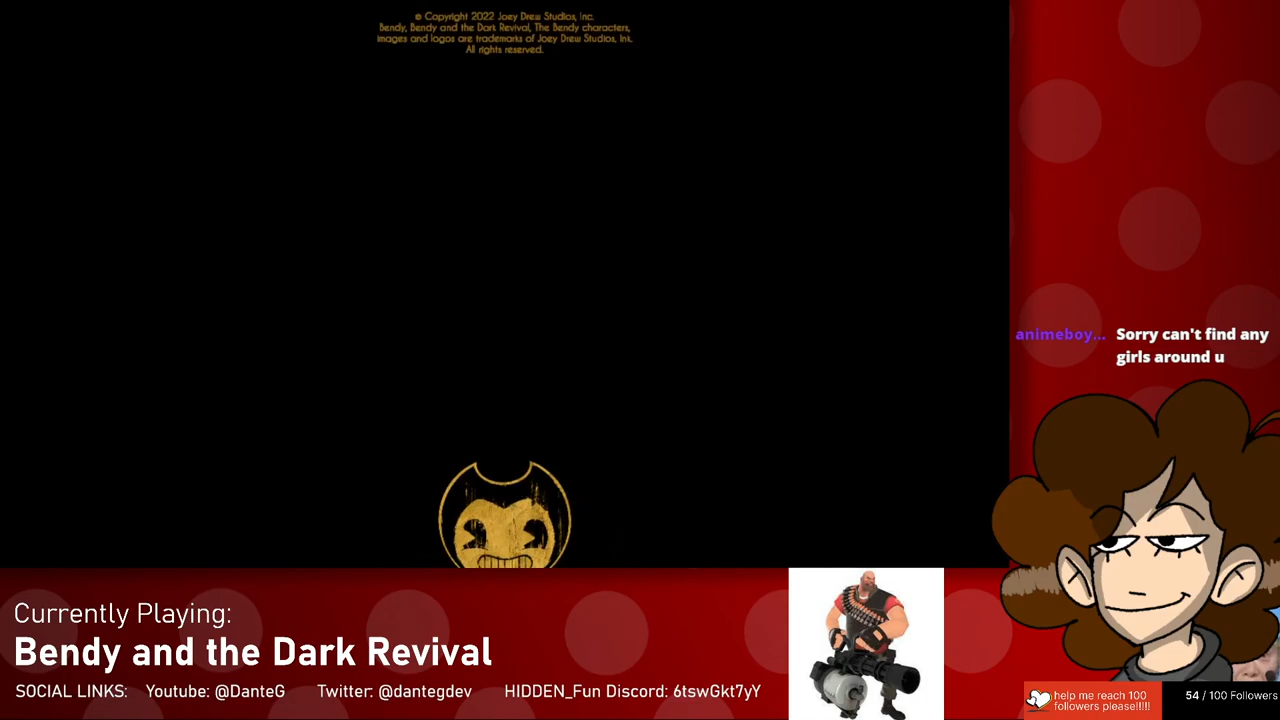 © Copyright 2022 Joey Drew Studios, Inc.
Bendy, Bendy and the Dark Revival, The Bendy characters,
images and logos are trademarks of Joey Drew Studios, Ink.
All rights reserved.
animeboy... Sorry can't find any
girls around u
Currently Playing:
Bendy and the Dark Revival
SOCIAL LINKS: Youtube: @DanteG Twitter: @dantegdev HIDDEN_Fun Discord: 6tswGkt7yY
help me reach 100
followers please!!!!!
54 / 100 Followers